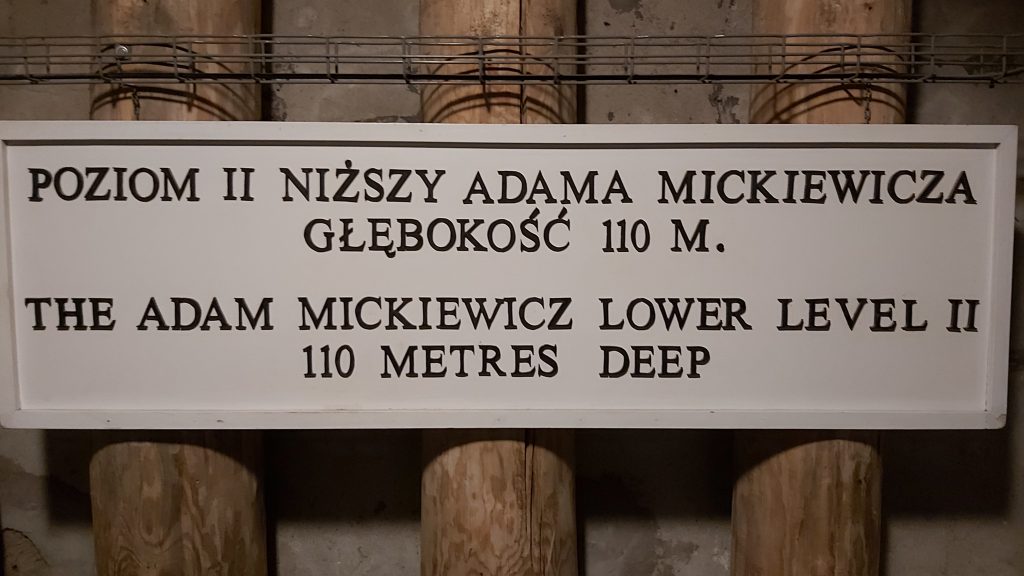 POZIOM II NIŻSZY ADAMA MICKIEWICZA
GŁĘBOKOŚĆ 110 M.
THE ADAM MICKIEWICZ LOWER LEVEL II
110 METRES DEEP